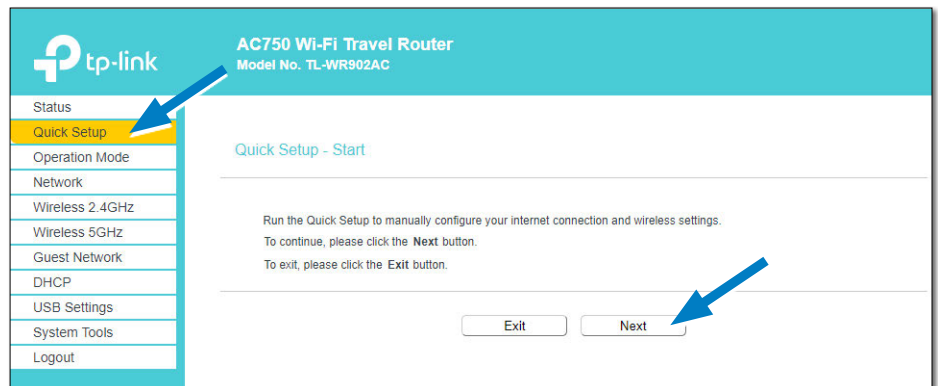 tp-link
AC750 Wi-Fi Travel Router
Model No. TL-WR902AC
Status
Quick Setup
Operation Mode
Network
Wireless 2.4GHz
Wireless 5GHz
Guest Network
DHCP
USB Settings
System Tools
Logout
Quick Setup - Start
Run the Quick Setup to manually configure your internet connection and wireless settings.
To continue, please click the Next button.
To exit, please click the Exit button.
Exit Next